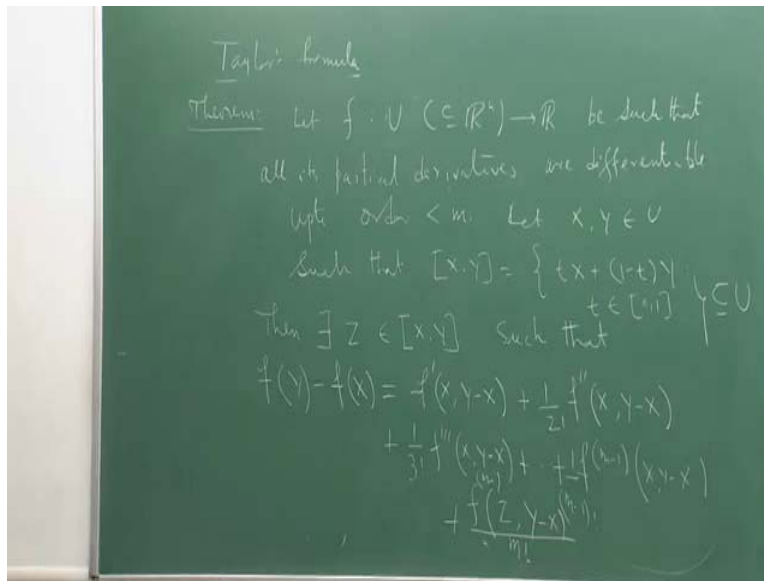 Taylor's formula
Theorem: Let f : U (⊆ ℝⁿ) → ℝ be such that
all its partial derivatives are differentiable
upto order < m. Let X, Y ∈ U
Such that [X, Y] = { tX + (1-t)Y
t ∈ [0,1] } ⊆ U
Then ∃ Z ∈ [X, Y] such that
f(Y) - f(X) = f'(X, Y-X) + 1/2! f''(X, Y-X)
+ 1/3! f'''(X, Y-X) + ... + 1/ f^(m-1) (X, Y-X)
+ f^(m) (Z, Y-X) / m! (m-1)!